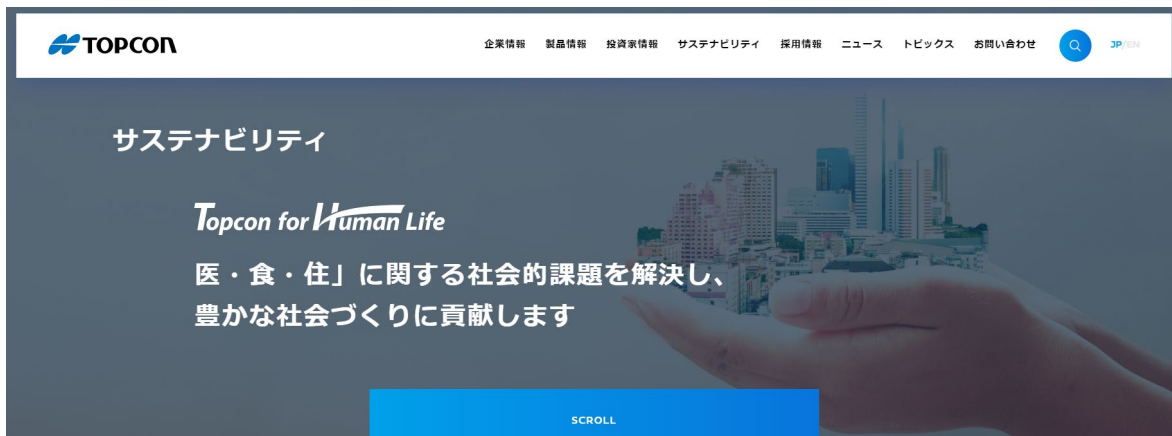 TOPCON
企業情報 製品情報 投資家情報 サステナビリティ 採用情報 ニュース トピックス お問い合わせ JP/EN
サステナビリティ
Topcon for Human Life
医・食・住」に関する社会的課題を解決し、
豊かな社会づくりに貢献します
SCROLL